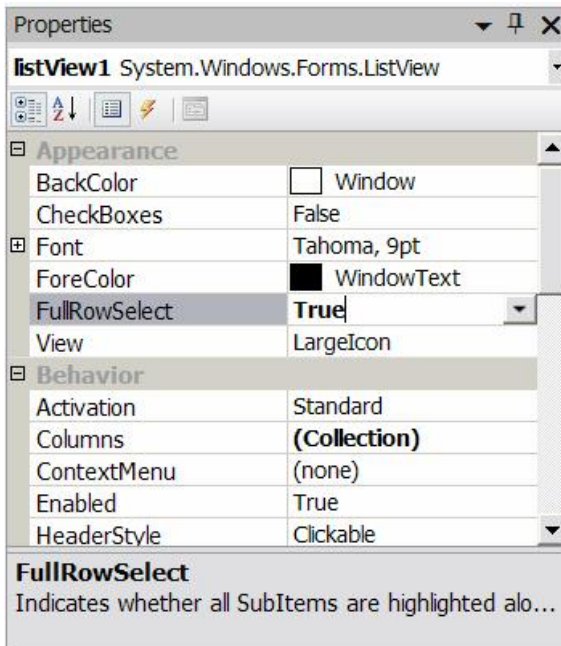 Properties
listView1 System.Windows.Forms.ListView
Appearance
BackColor Window
CheckBoxes False
Font Tahoma, 9pt
ForeColor WindowText
FullRowSelect True
View LargeIcon
Behavior
Activation Standard
Columns (Collection)
ContextMenu (none)
Enabled True
HeaderStyle Clickable
FullRowSelect
Indicates whether all SubItems are highlighted alo...